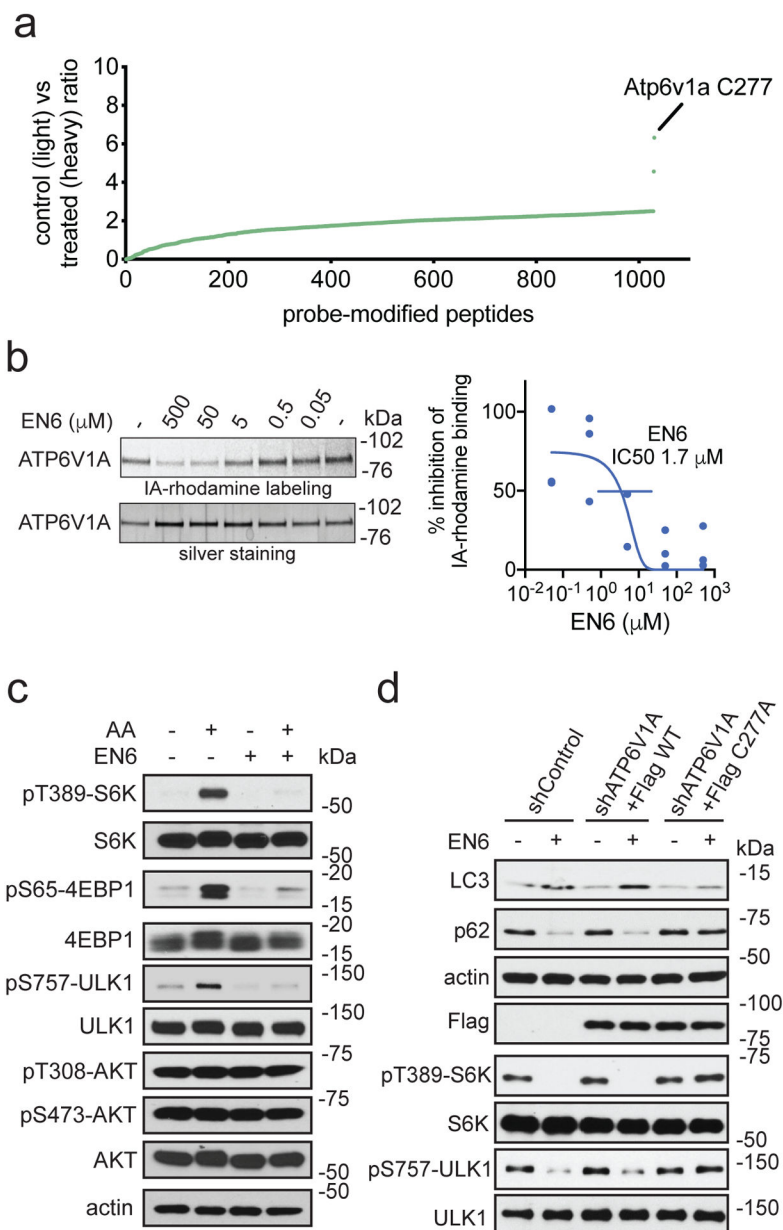 a
control (light) vs
treated (heavy) ratio
10
8
6
4
2
0
Atp6v1a C277
0 200 400 600 800 1000
probe-modified peptides
b
EN6 (μM) - 500 50 5 0.5 0.05 - kDa
ATP6V1A
-102
-76
IA-rhodamine labeling
ATP6V1A
-102
-76
silver staining
% inhibition of
IA-rhodamine binding
100
50
0
EN6
IC50 1.7 μM
10-2 10-1 100 101 102 103
EN6 (μM)
c
AA - + - +
EN6 - - + + kDa
pT389-S6K
-50
S6K
-50
pS65-4EBP1
-20
-15
4EBP1
-20
-15
pS757-ULK1
-150
ULK1
-150
pT308-AKT
-75
pS473-AKT
-75
AKT
-50
actin
-50
d
shControl
shATP6V1A
+Flag WT
shATP6V1A
+Flag C277A
EN6 - + - + - + kDa
LC3
-15
p62
-75
-50
actin
Flag
-100
-75
pT389-S6K
-75
S6K
-50
pS757-ULK1
-150
ULK1
-150